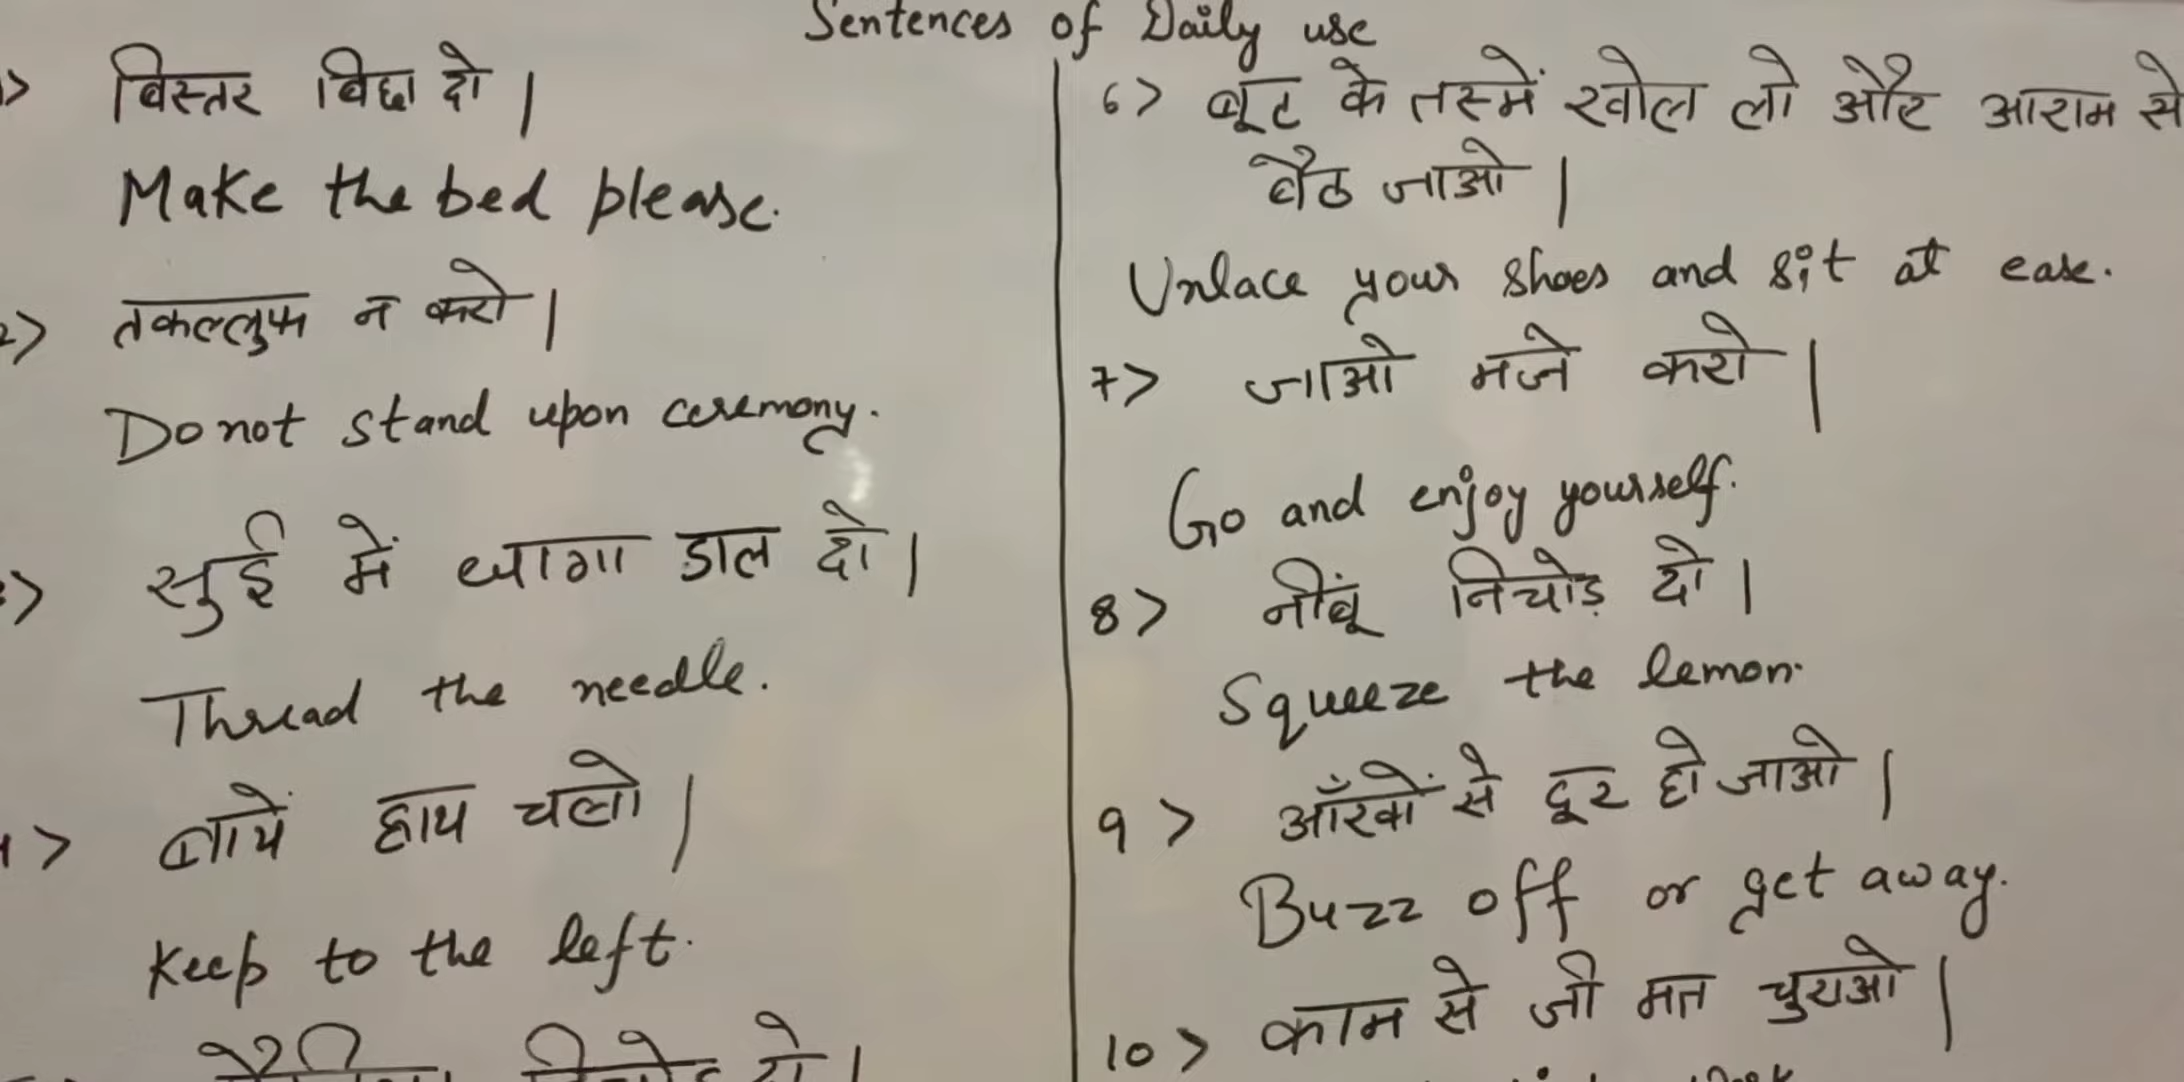 Sentences of Daily use
बिस्तर बिछा दो |
Make the bed please.
2> तकल्लुफ न करो |
Do not stand upon ceremony.
सुई में धागा डाल दो |
Thread the needle.
बायें हाथ चलो |
Keep to the left.
दो |
6> बूट के तस्में खोल लो और आराम से
बैठ जाओ |
Unlace your shoes and sit at ease.
7> जाओ मजे करो |
Go and enjoy yourself.
8> नींबू निचोड़ दो |
Squeeze the lemon.
9> आँखों से दूर हो जाओ |
Buzz off or get away.
10> काम से जी मत चुराओ |